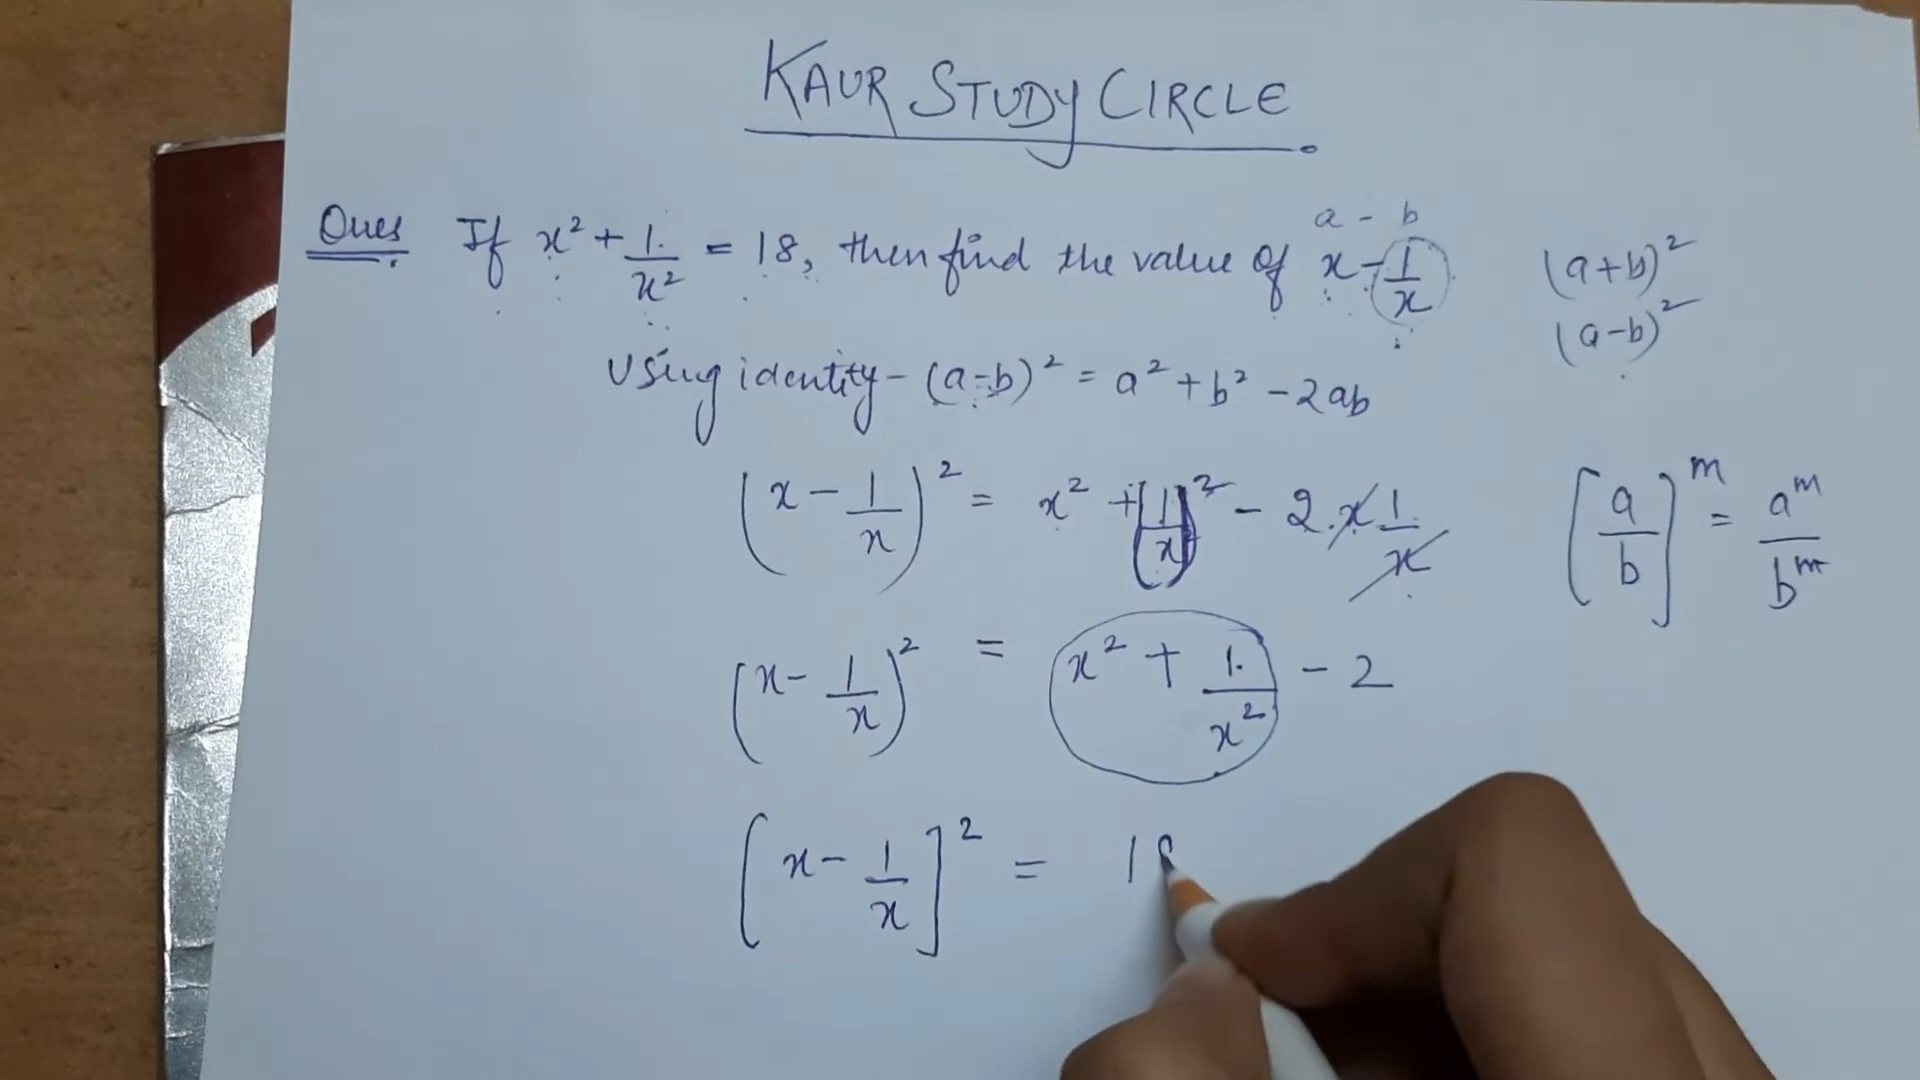 KAUR STUDY CIRCLE
Ques If x² + 1/x² = 18, then find the value of x - 1/x
a - b
(a+b)²
(a-b)²
Using identity - (a-b)² = a² + b² - 2ab
(x - 1/x)² = x² + (1/x)² - 2.x 1/x
[a/b]^m = a^m/b^m
(x - 1/x)² = x² + 1/x² - 2
[x - 1/x]² = 18